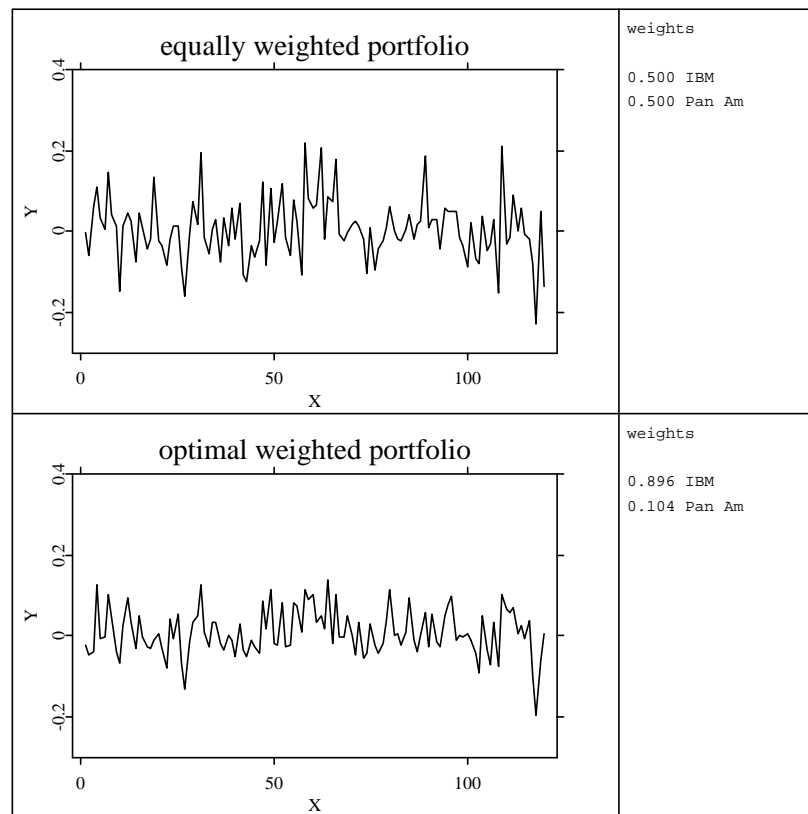 equally weighted portfolio
0.4
0.2
0
-0.2
Y
0
50
100
X
weights
0.500 IBM
0.500 Pan Am
optimal weighted portfolio
0.4
0.2
0
-0.2
Y
0
50
100
X
weights
0.896 IBM
0.104 Pan Am